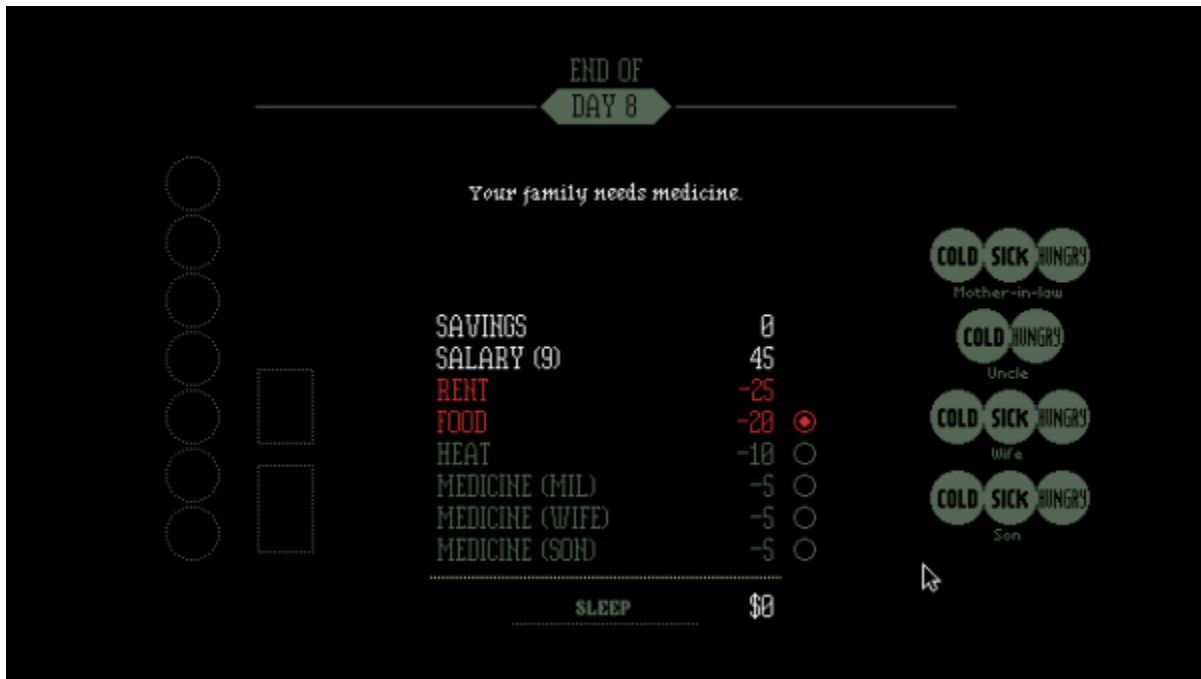 END OF
DAY 8
Your family needs medicine.
SAVINGS 0
SALARY (9) 45
RENT -25
FOOD -20
HEAT -10
MEDICINE (MIL) -5
MEDICINE (WIFE) -5
MEDICINE (SON) -5
SLEEP $0
COLD SICK HUNGRY
Mother-in-law
COLD HUNGRY
Uncle
COLD SICK HUNGRY
Wife
COLD SICK HUNGRY
Son